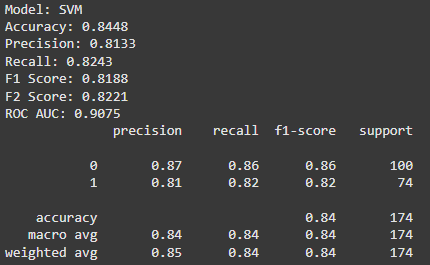 Model: SVM
Accuracy: 0.8448
Precision: 0.8133
Recall: 0.8243
F1 Score: 0.8188
F2 Score: 0.8221
ROC AUC: 0.9075
precision recall f1-score support
0 0.87 0.86 0.86 100
1 0.81 0.82 0.82 74
accuracy 0.84 174
macro avg 0.84 0.84 0.84 174
weighted avg 0.85 0.84 0.84 174